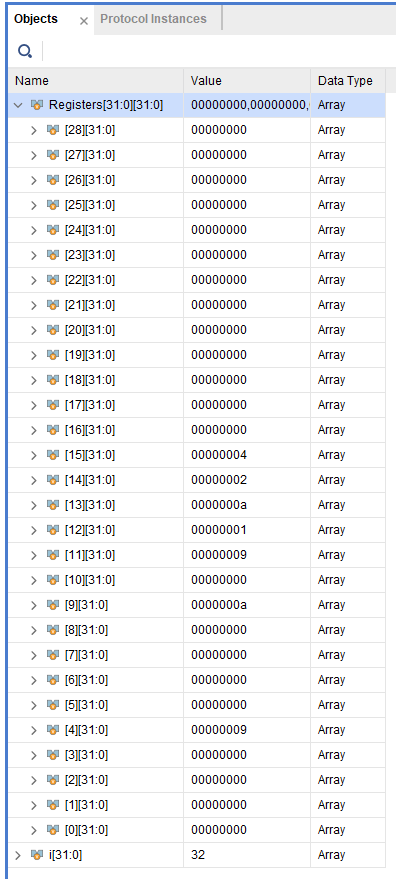 Objects × Protocol Instances
Name Value Data Type
Registers[31:0][31:0] 00000000,00000000, Array
[28][31:0] 00000000 Array
[27][31:0] 00000000 Array
[26][31:0] 00000000 Array
[25][31:0] 00000000 Array
[24][31:0] 00000000 Array
[23][31:0] 00000000 Array
[22][31:0] 00000000 Array
[21][31:0] 00000000 Array
[20][31:0] 00000000 Array
[19][31:0] 00000000 Array
[18][31:0] 00000000 Array
[17][31:0] 00000000 Array
[16][31:0] 00000000 Array
[15][31:0] 00000004 Array
[14][31:0] 00000002 Array
[13][31:0] 0000000a Array
[12][31:0] 00000001 Array
[11][31:0] 00000009 Array
[10][31:0] 00000000 Array
[9][31:0] 0000000a Array
[8][31:0] 00000000 Array
[7][31:0] 00000000 Array
[6][31:0] 00000000 Array
[5][31:0] 00000000 Array
[4][31:0] 00000009 Array
[3][31:0] 00000000 Array
[2][31:0] 00000000 Array
[1][31:0] 00000000 Array
[0][31:0] 00000000 Array
i[31:0] 32 Array